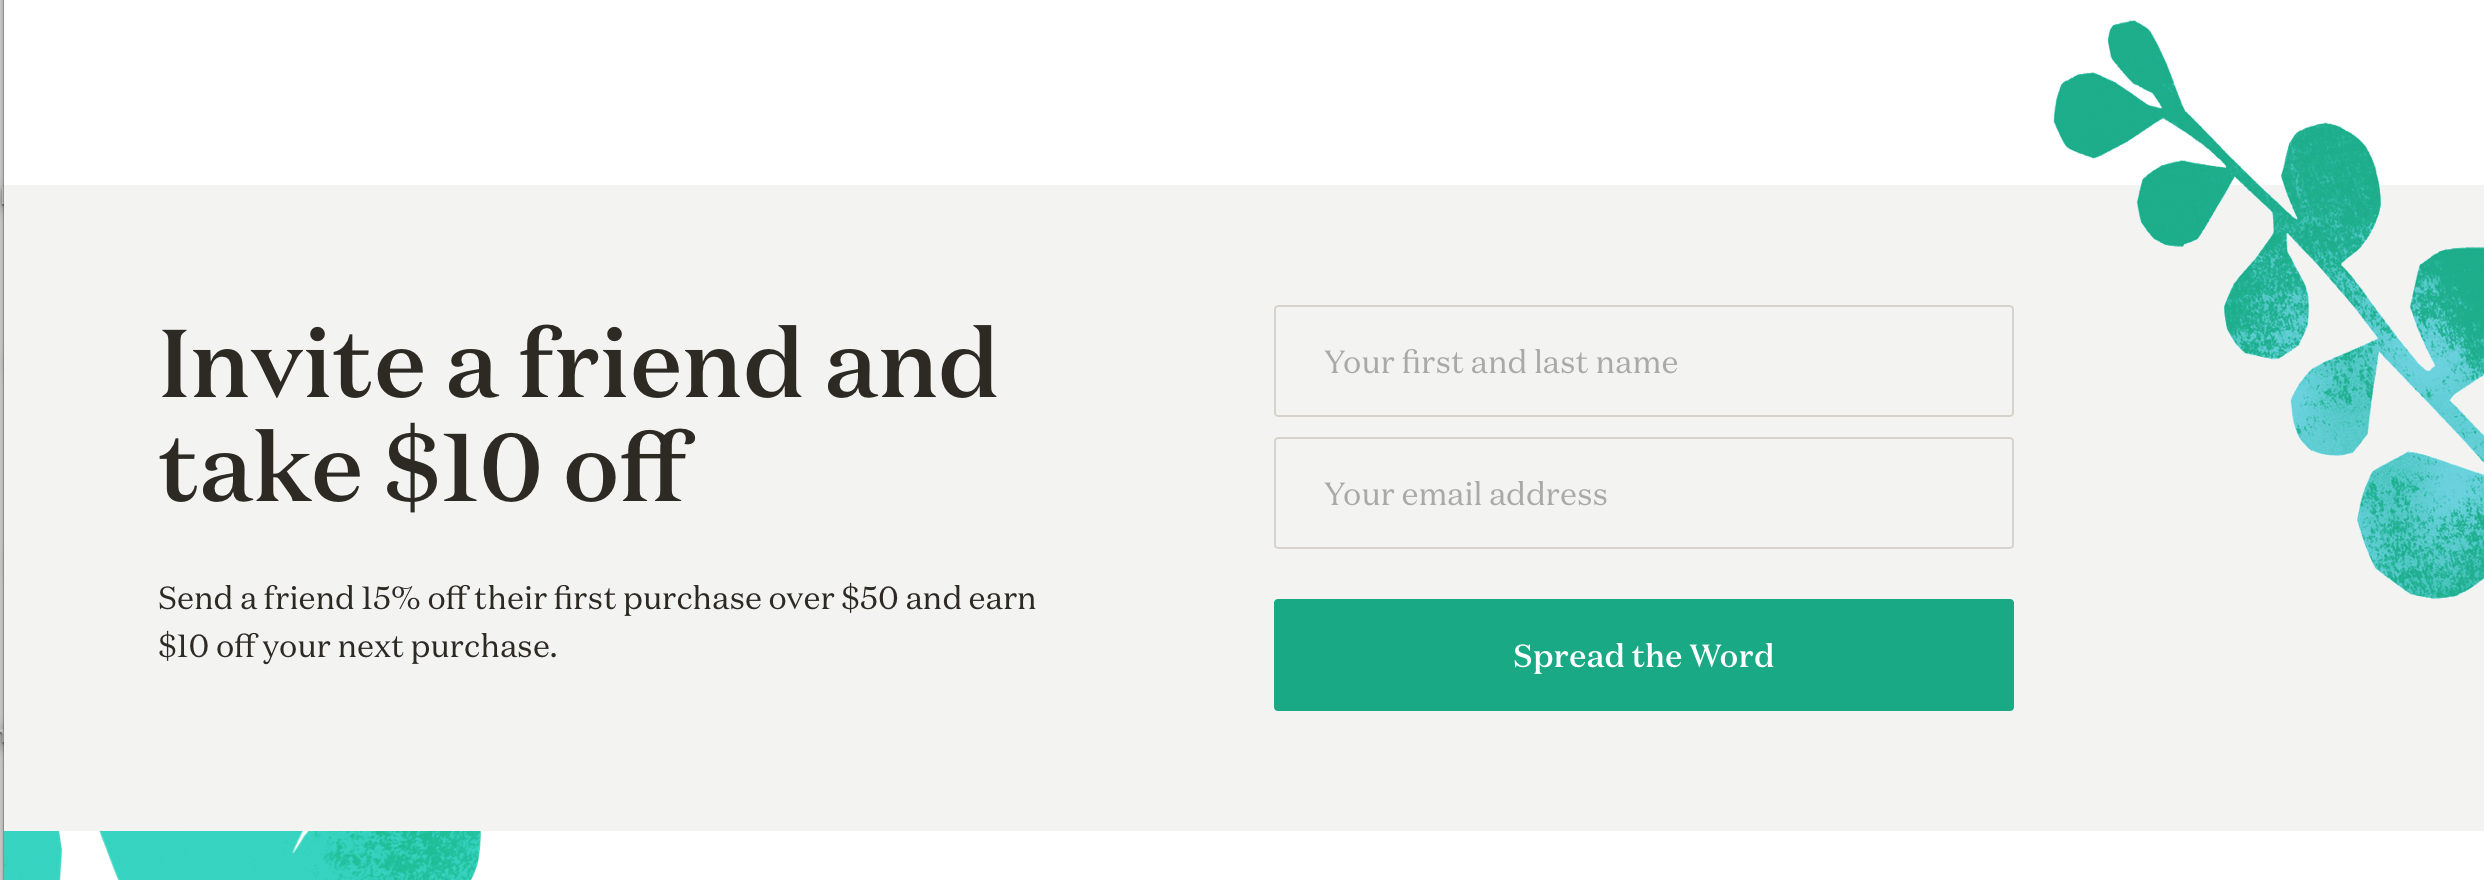 Invite a friend and
take $10 off
Send a friend 15% off their first purchase over $50 and earn
$10 off your next purchase.
Your first and last name
Your email address
Spread the Word